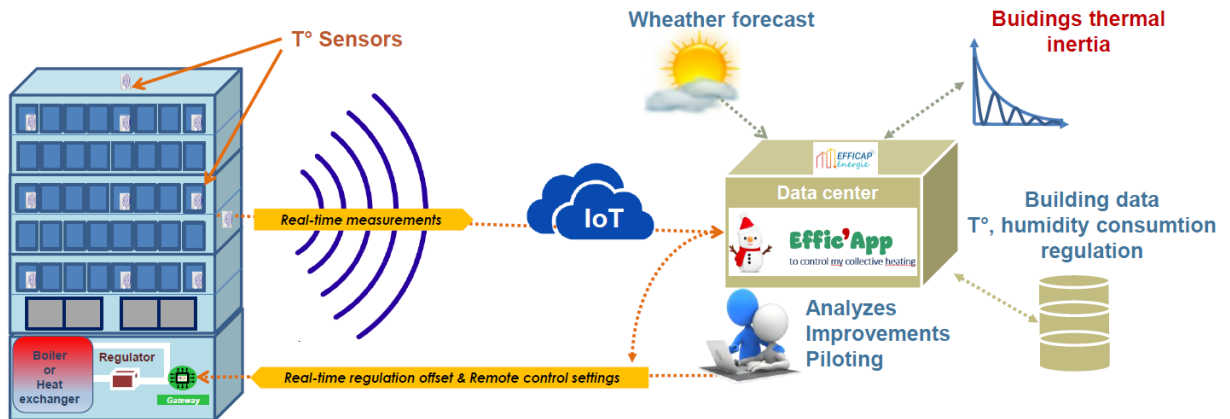 T° Sensors
Wheather forecast
Buidings thermal
inertia
EFFICAP
énergie
Data center
Effic'App
to control my collective heating
IoT
Real-time measurements
Building data
T°, humidity consumtion
regulation
Analyzes
Improvements
Piloting
Boiler
or
Heat
exchanger
Regulator
Gateway
Real-time regulation offset & Remote control settings